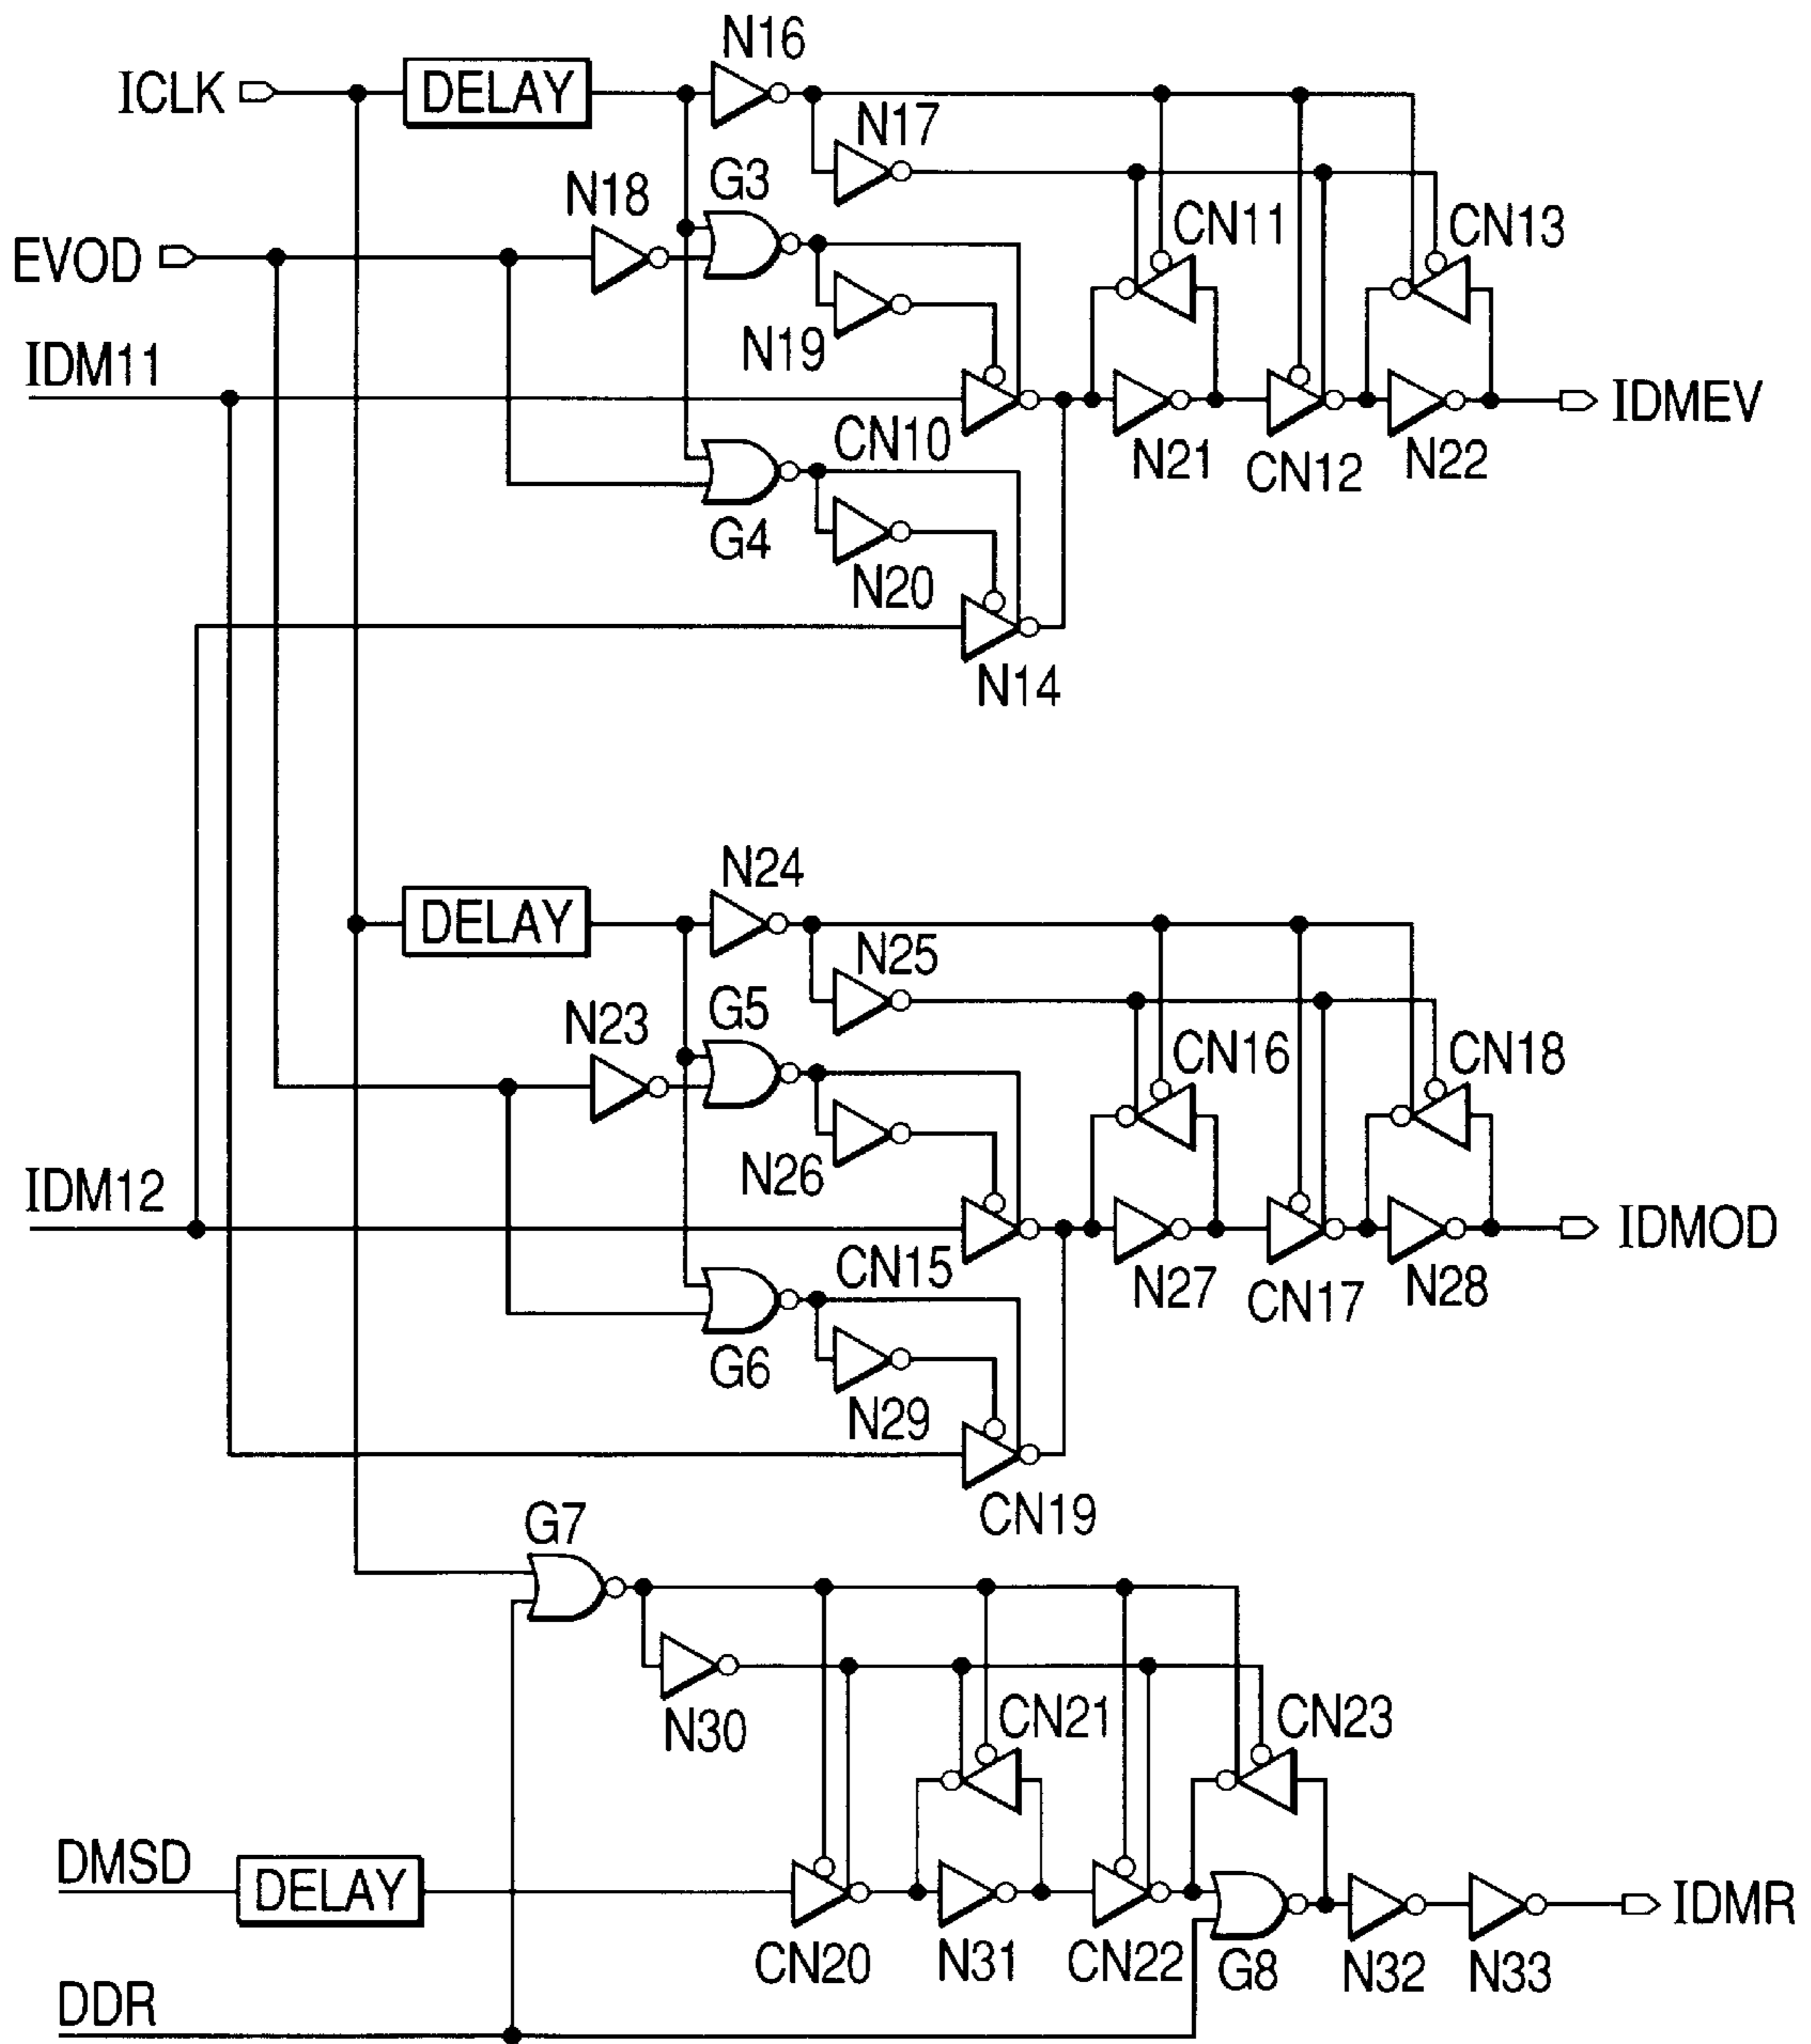 N16
ICLK
DELAY
N17
N18
G3
CN11
CN13
EVOD
N19
IDM11
IDMEV
CN10
N21
CN12
N22
G4
N20
N14
N24
DELAY
N25
N23
G5
CN16
CN18
N26
IDM12
IDMOD
CN15
N27
CN17
N28
G6
N29
CN19
G7
N30
CN21
CN23
DMSD
DELAY
IDMR
CN20
N31
CN22
G8
N32
N33
DDR